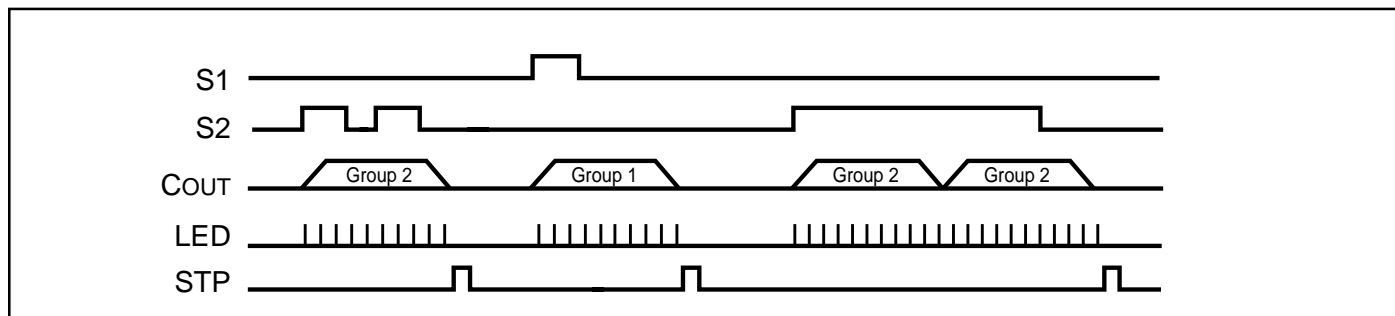 S1
S2
COUT Group 2 Group 1 Group 2 Group 2
LED
STP